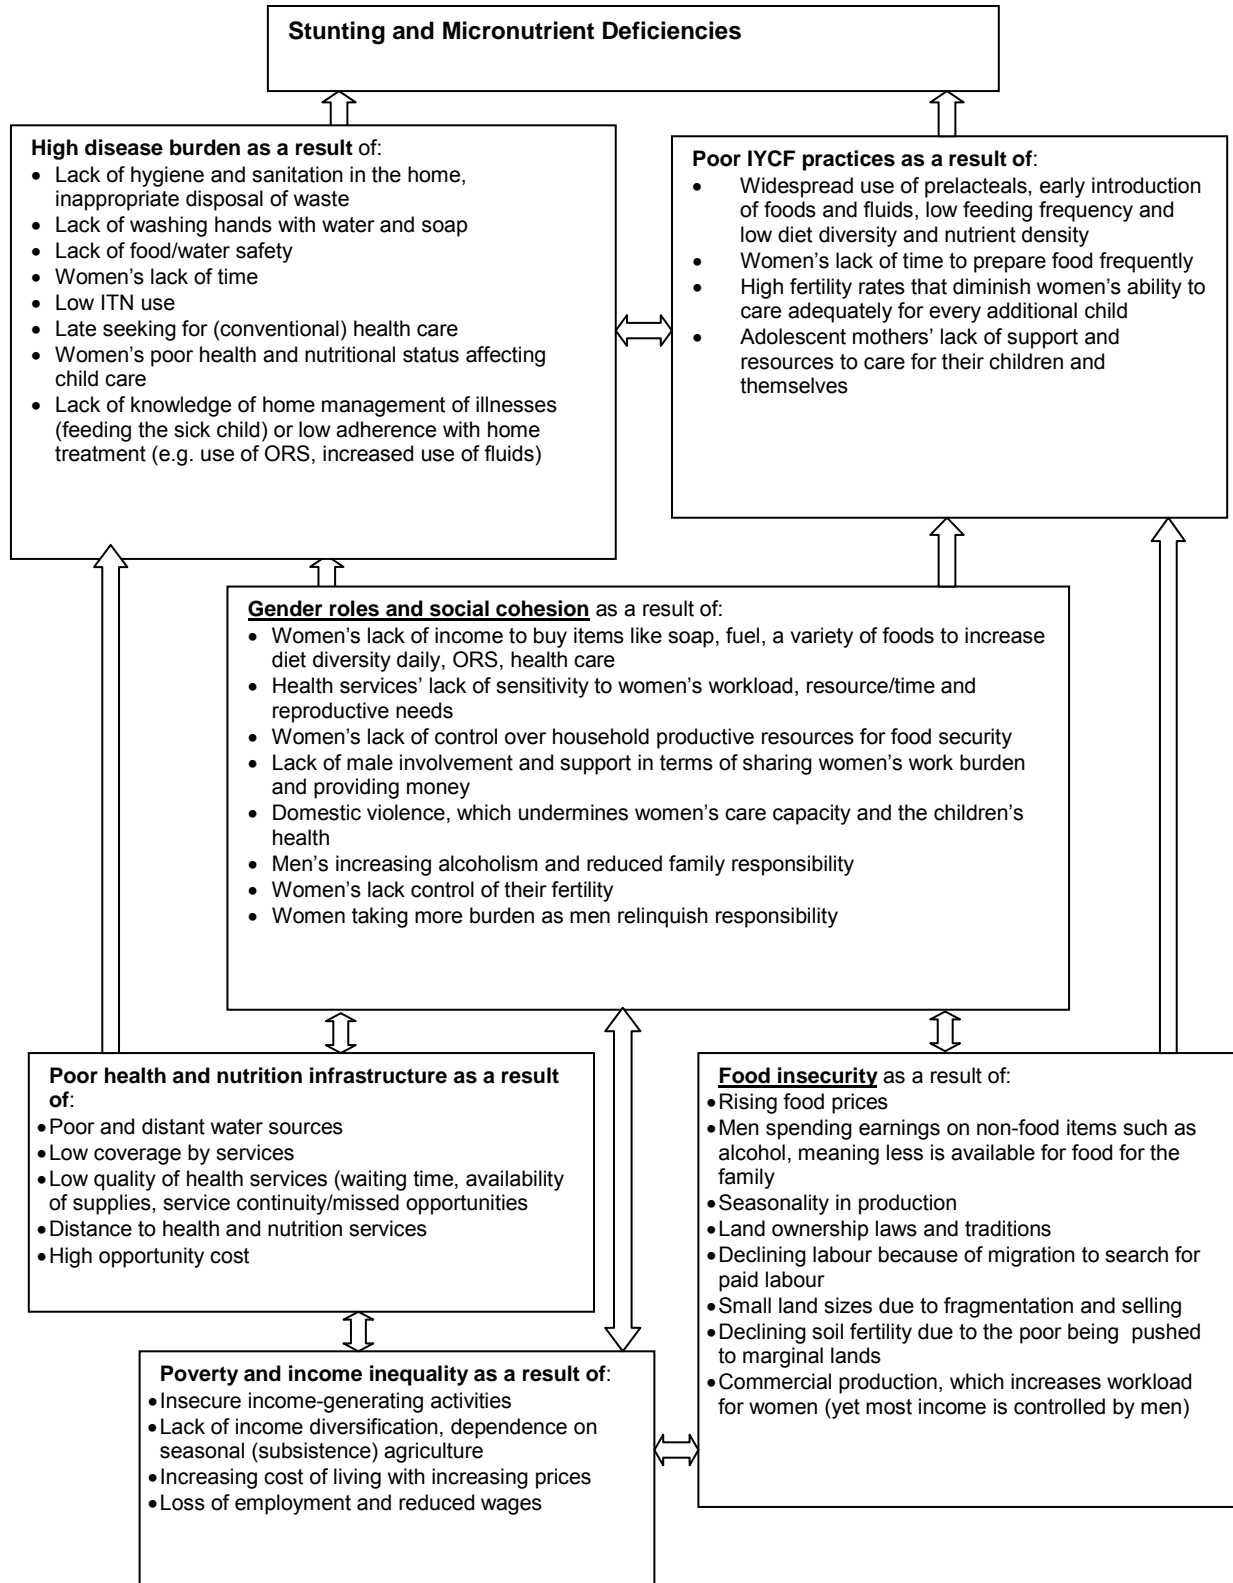 Stunting and Micronutrient Deficiencies
High disease burden as a result of:
• Lack of hygiene and sanitation in the home,
inappropriate disposal of waste
• Lack of washing hands with water and soap
• Lack of food/water safety
• Women's lack of time
• Low ITN use
• Late seeking for (conventional) health care
• Women's poor health and nutritional status affecting
child care
• Lack of knowledge of home management of illnesses
(feeding the sick child) or low adherence with home
treatment (e.g. use of ORS, increased use of fluids)
Poor IYCF practices as a result of:
• Widespread use of prelacteals, early introduction
of foods and fluids, low feeding frequency and
low diet diversity and nutrient density
• Women's lack of time to prepare food frequently
• High fertility rates that diminish women's ability to
care adequately for every additional child
• Adolescent mothers' lack of support and
resources to care for their children and
themselves
Gender roles and social cohesion as a result of:
• Women's lack of income to buy items like soap, fuel, a variety of foods to increase
diet diversity daily, ORS, health care
• Health services' lack of sensitivity to women's workload, resource/time and
reproductive needs
• Women's lack of control over household productive resources for food security
• Lack of male involvement and support in terms of sharing women's work burden
and providing money
• Domestic violence, which undermines women's care capacity and the children's
health
• Men's increasing alcoholism and reduced family responsibility
• Women's lack control of their fertility
• Women taking more burden as men relinquish responsibility
Poor health and nutrition infrastructure as a result
of:
• Poor and distant water sources
• Low coverage by services
• Low quality of health services (waiting time, availability
of supplies, service continuity/missed opportunities
• Distance to health and nutrition services
• High opportunity cost
Food insecurity as a result of:
• Rising food prices
• Men spending earnings on non-food items such as
alcohol, meaning less is available for food for the
family
• Seasonality in production
• Land ownership laws and traditions
• Declining labour because of migration to search for
paid labour
• Small land sizes due to fragmentation and selling
• Declining soil fertility due to the poor being pushed
to marginal lands
• Commercial production, which increases workload
for women (yet most income is controlled by men)
Poverty and income inequality as a result of:
• Insecure income-generating activities
• Lack of income diversification, dependence on
seasonal (subsistence) agriculture
• Increasing cost of living with increasing prices
• Loss of employment and reduced wages